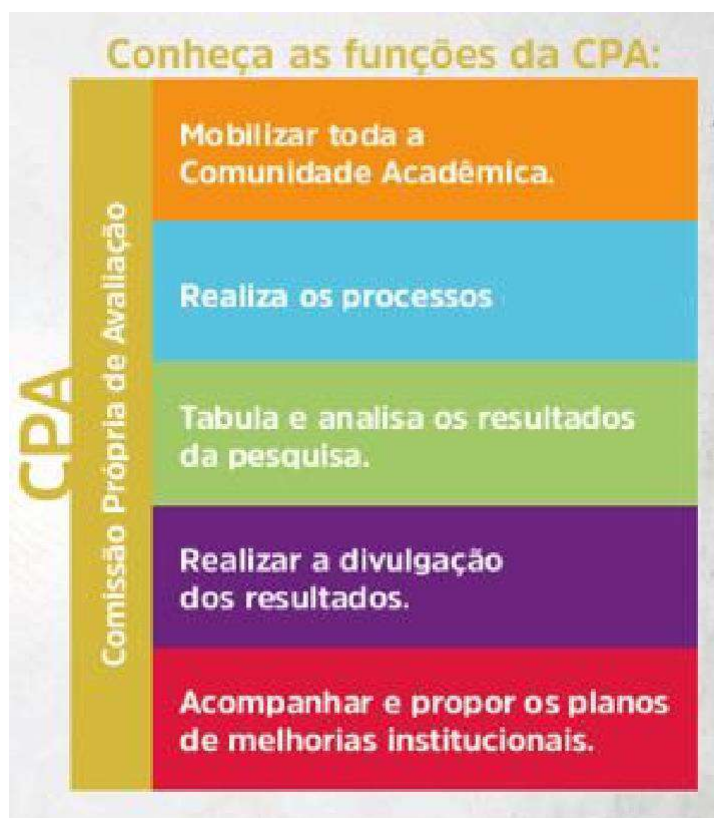 Conheça as funções da CPA:
CPA
Comissão Própria de Avaliação
Mobilizar toda a
Comunidade Acadêmica.
Realiza os processos
Tabula e analisa os resultados
da pesquisa.
Realizar a divulgação
dos resultados.
Acompanhar e propor os planos
de melhorias institucionais.